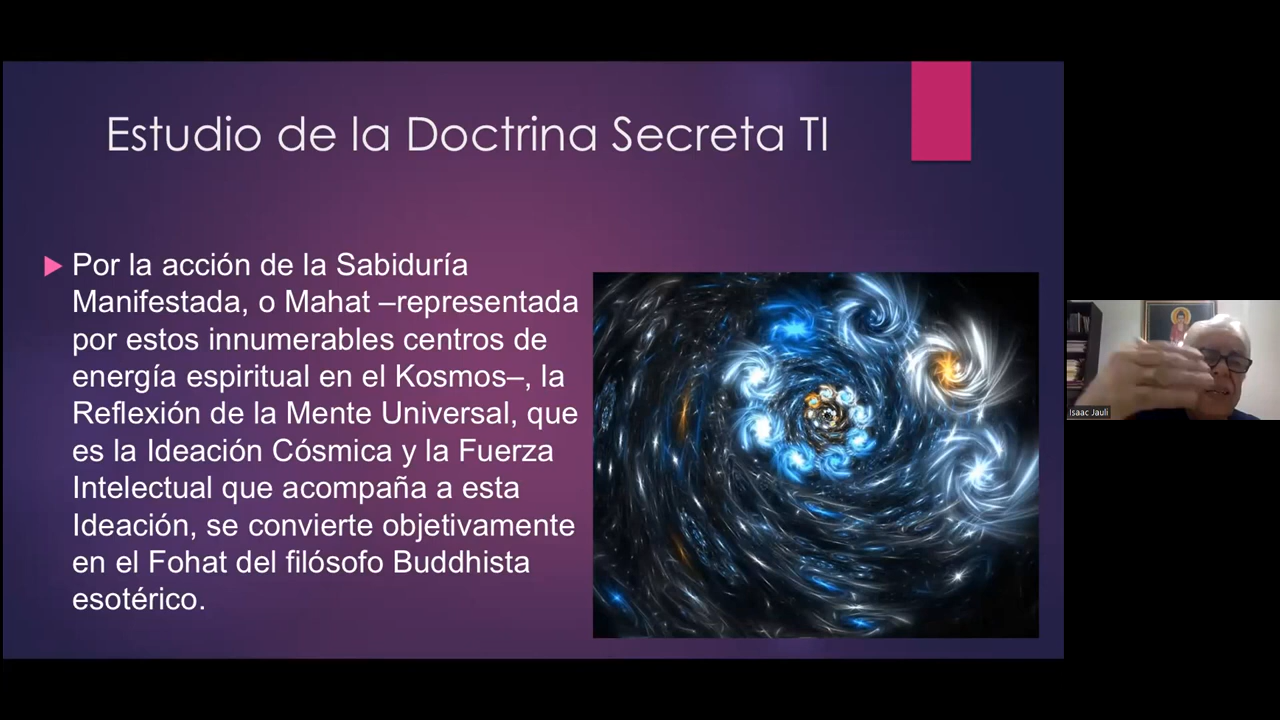 Estudio de la Doctrina Secreta TI
Por la acción de la Sabiduría
Manifestada, o Mahat –representada
por estos innumerables centros de
energía espiritual en el Kosmos–, la
Reflexión de la Mente Universal, que
es la Ideación Cósmica y la Fuerza
Intelectual que acompaña a esta
Ideación, se convierte objetivamente
en el Fohat del filósofo Buddhista
esotérico.
Isaac Jauli